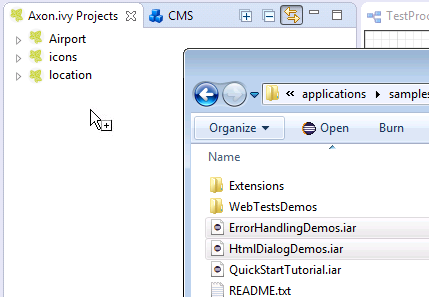 Axon.ivy Projects
CMS
Airport
icons
location
« applications samples
Organize
Open
Burn
Name
Extensions
WebTestsDemos
ErrorHandlingDemos.iar
HtmlDialogDemos.iar
QuickStartTutorial.iar
README.txt